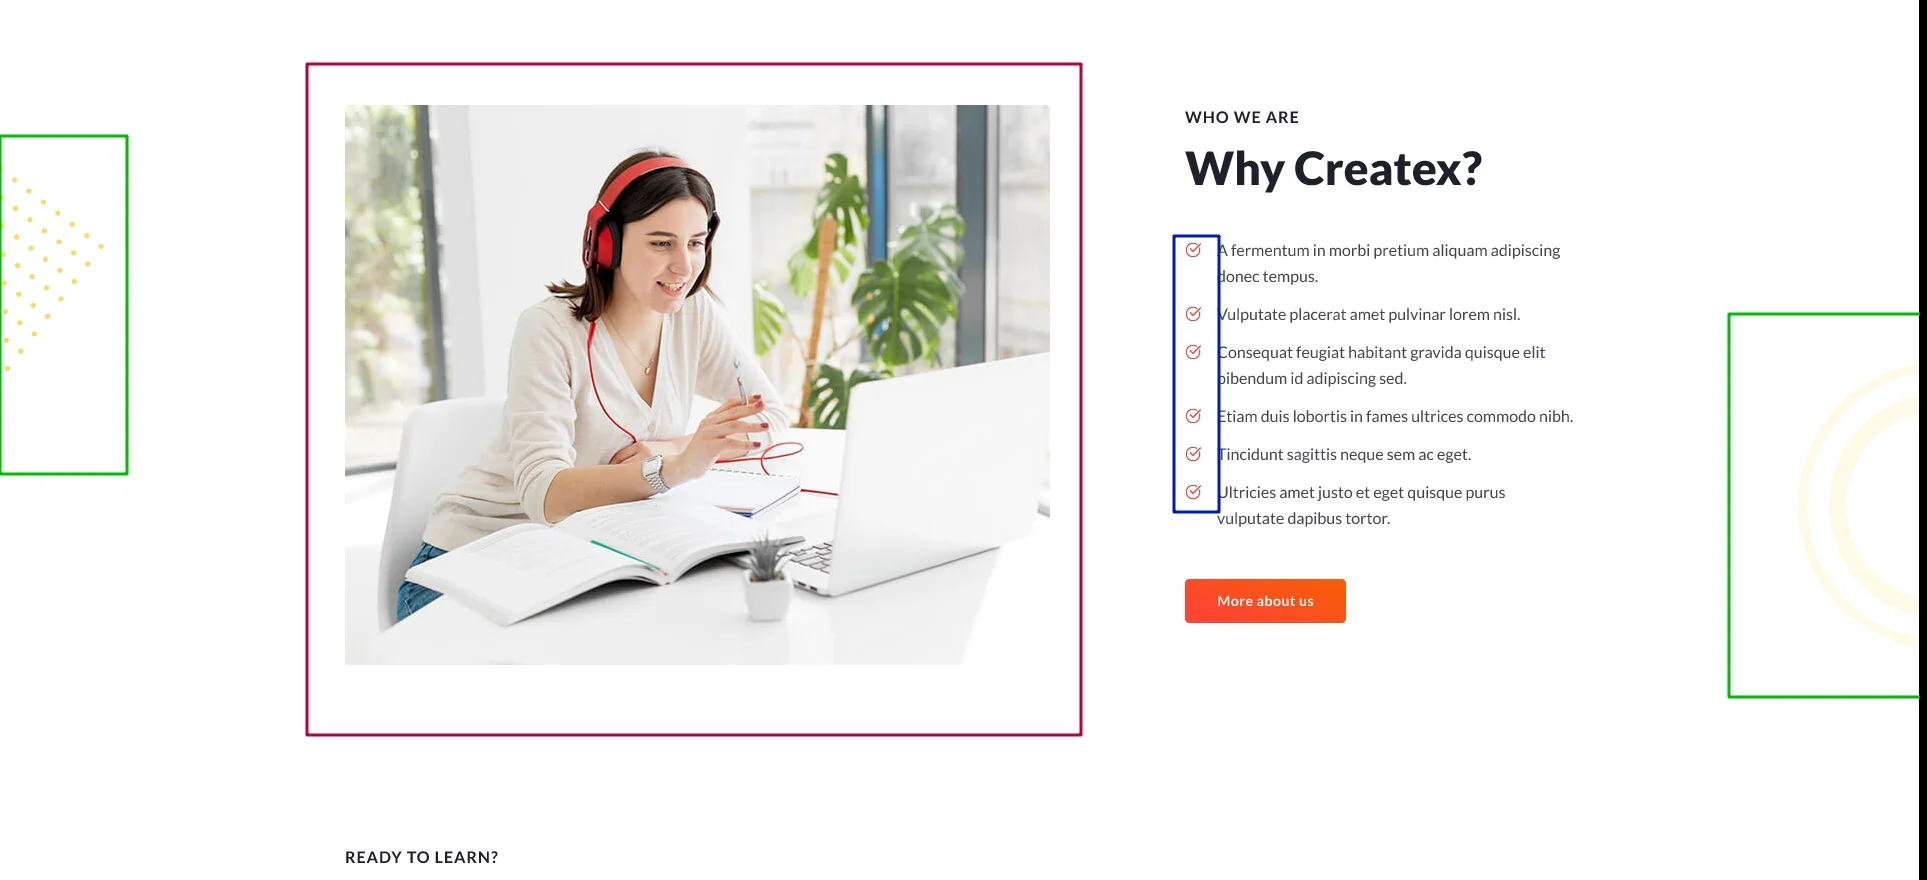 WHO WE ARE
Why Createx?
A fermentum in morbi pretium aliquam adipiscing
donec tempus.
Vulputate placerat amet pulvinar lorem nisl.
Consequat feugiat habitant gravida quisque elit
bibendum id adipiscing sed.
Etiam duis lobortis in fames ultrices commodo nibh.
Tincidunt sagittis neque sem ac eget.
Ultricies amet justo et eget quisque purus
vulputate dapibus tortor.
More about us
READY TO LEARN?